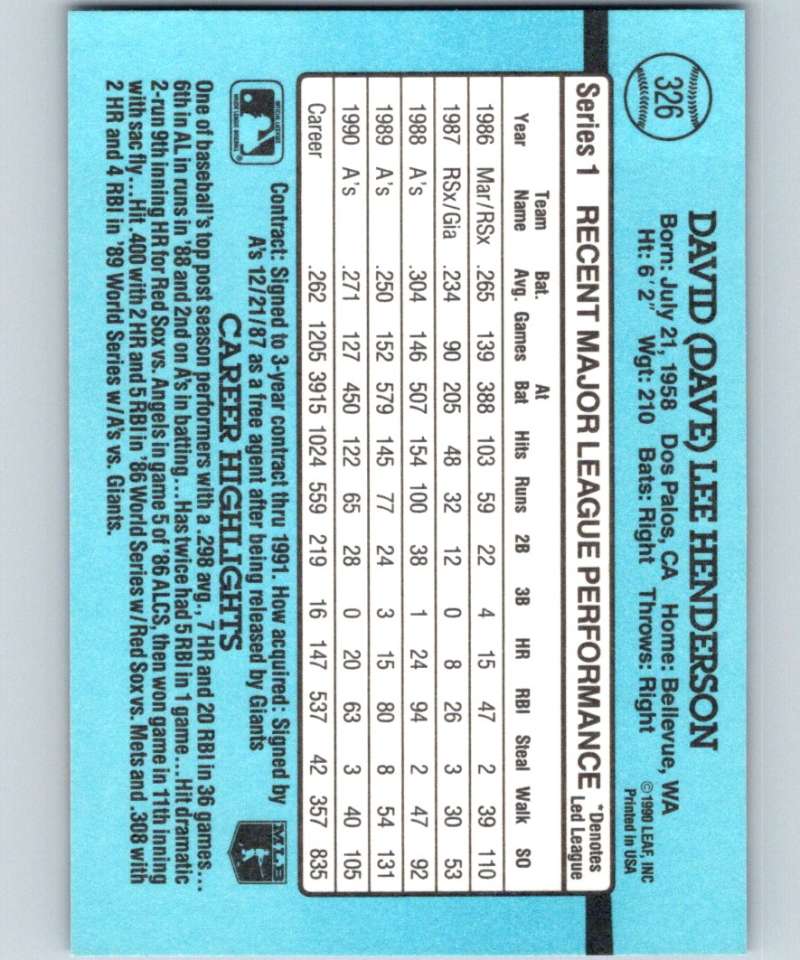 326
DAVID (DAVE) LEE HENDERSON
Born: July 21, 1958 Dos Palos, CA Home: Bellevue, WA
Ht: 6'2" Wgt: 210 Bats: Right Throws: Right
©1990 LEAF, INC
Printed in USA
Series 1 RECENT MAJOR LEAGUE PERFORMANCE *Denotes Led League
Year Team Name Bat. Avg. Games At Bat Hits Runs 2B 3B HR RBI Steal Walk SO
1986 Mar/RSx .265 139 388 103 59 22 4 15 47 2 39 110
1987 RSx/Gia .234 90 205 48 32 12 0 8 26 3 30 53
1988 A's .304 146 507 154 100 38 1 24 94 2 47 92
1989 A's .250 152 579 145 77 24 3 15 80 8 54 131
1990 A's .271 127 450 122 65 28 0 20 63 3 40 105
Career .262 1205 3915 1024 559 219 16 147 537 42 357 835
Contract: Signed to 3-year contract thru 1991. How acquired: Signed by
A's 12/21/87 as a free agent after being released by Giants
CAREER HIGHLIGHTS
MLB
One of baseball's top post season performers with a .298 avg., 7 HR and 20 RBI in 36 games...
6th in AL in runs in '88 and 2nd on A's in batting...Has twice had 5 RBI in 1 game...Hit dramatic
2-run 9th inning HR for Red Sox vs. Angels in game 5 of '86 ALCS, then won game in 11th inning
with sac fly...Hit .400 with 2 HR and 5 RBI in '86 World Series w/Red Sox vs. Mets and .308 with
2 HR and 4 RBI in '89 World Series w/A's vs. Giants.